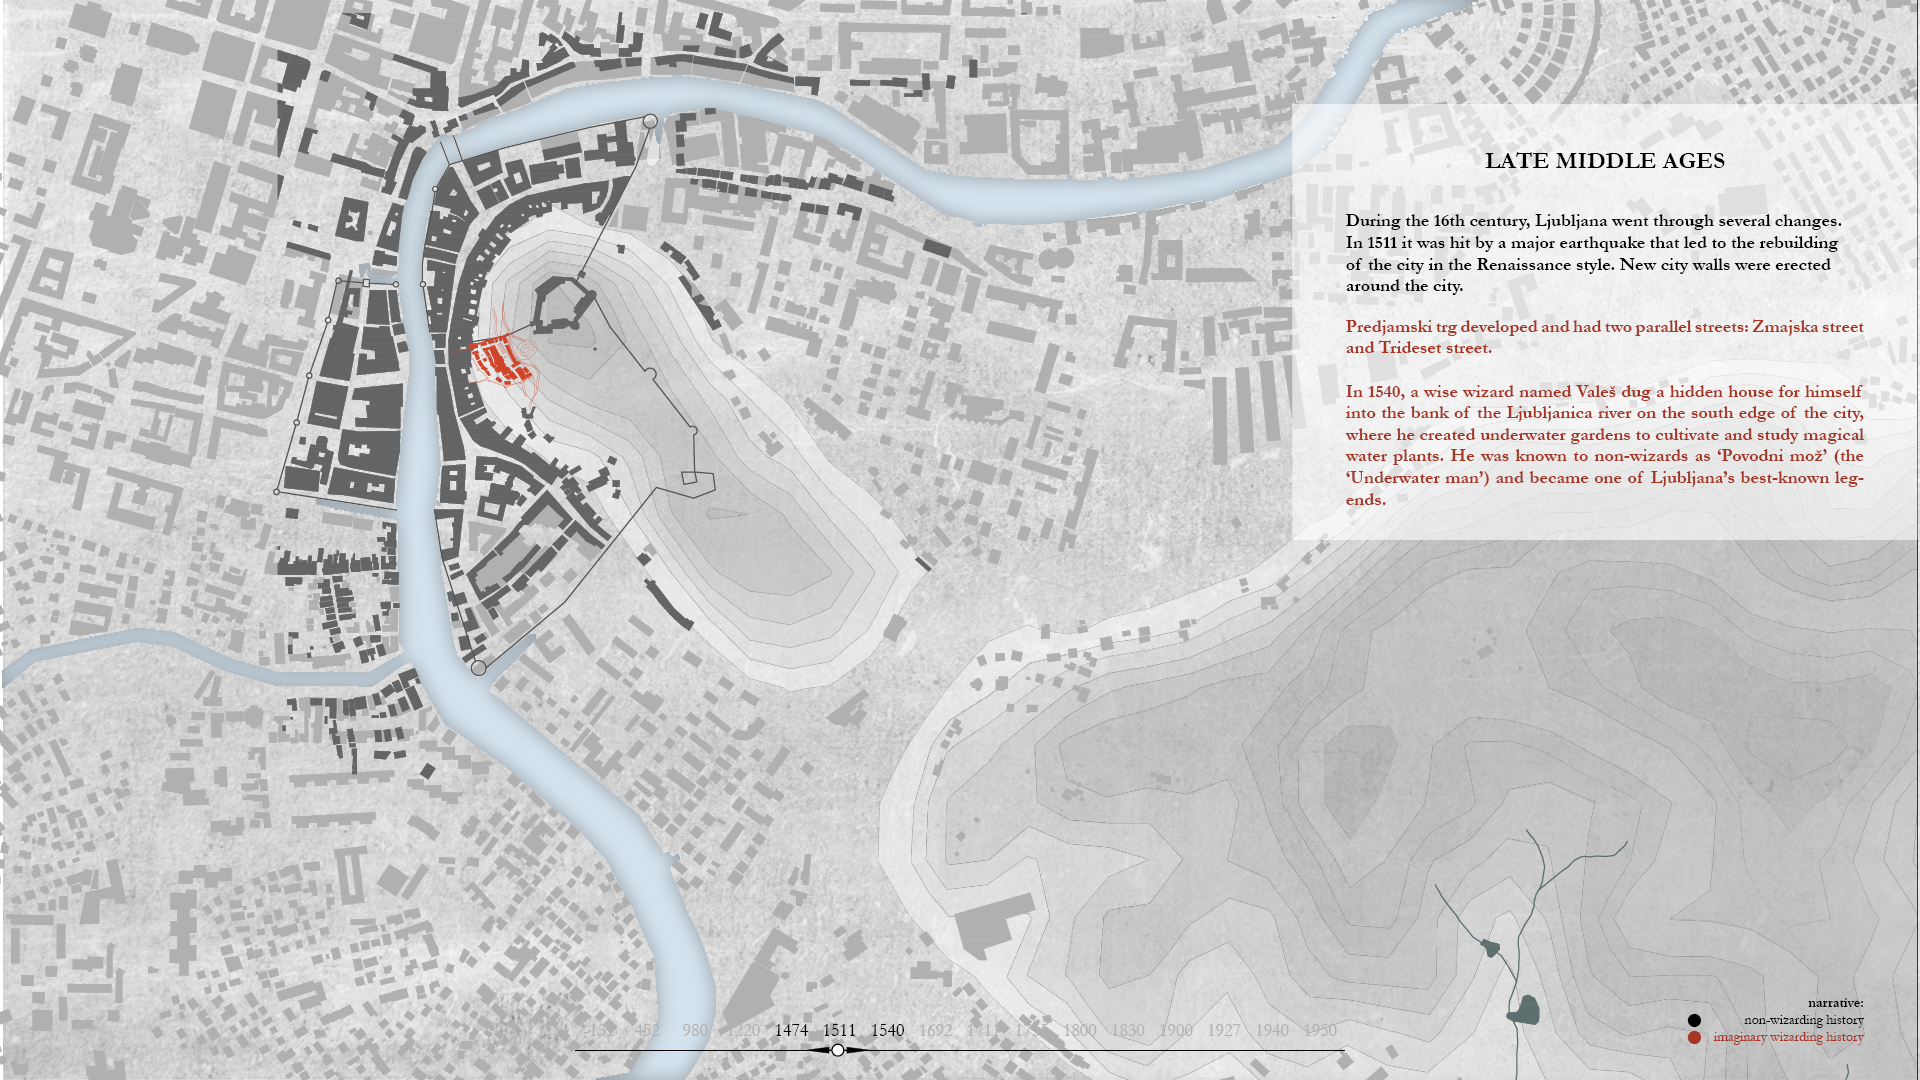 LATE MIDDLE AGES
During the 16th century, Ljubljana went through several changes.
In 1511 it was hit by a major earthquake that led to the rebuilding
of the city in the Renaissance style. New city walls were erected
around the city.
Predjamski trg developed and had two parallel streets: Zmajska street
and Trideset street.
In 1540, a wise wizard named Valeš dug a hidden house for himself
into the bank of the Ljubljanica river on the south edge of the city,
where he created underwater gardens to cultivate and study magical
water plants. He was known to non-wizards as ‘Povodni mož’ (the
‘Underwater man’) and became one of Ljubljana’s best-known leg-
ends.
narrative:
non-wizarding history
imaginary wizarding history
452 980 1220 1474 1511 1540 1692 1800 1830 1900 1927 1940 1950